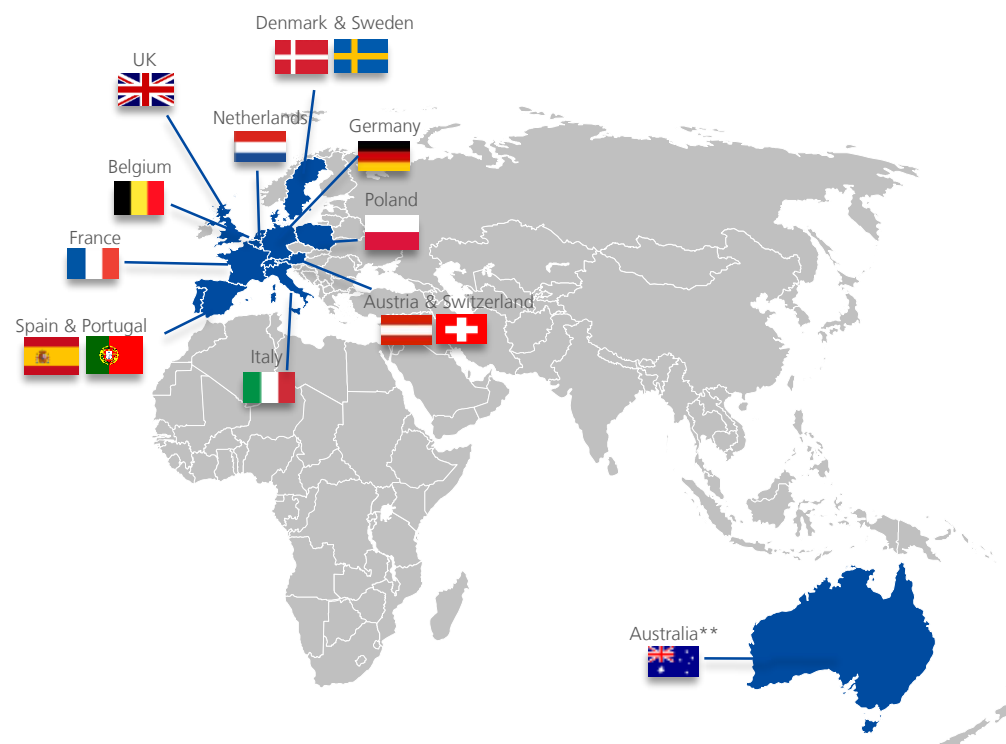 Denmark & Sweden
UK
Netherlands
Germany
Belgium
Poland
France
Austria & Switzerland
Spain & Portugal
Italy
Australia**